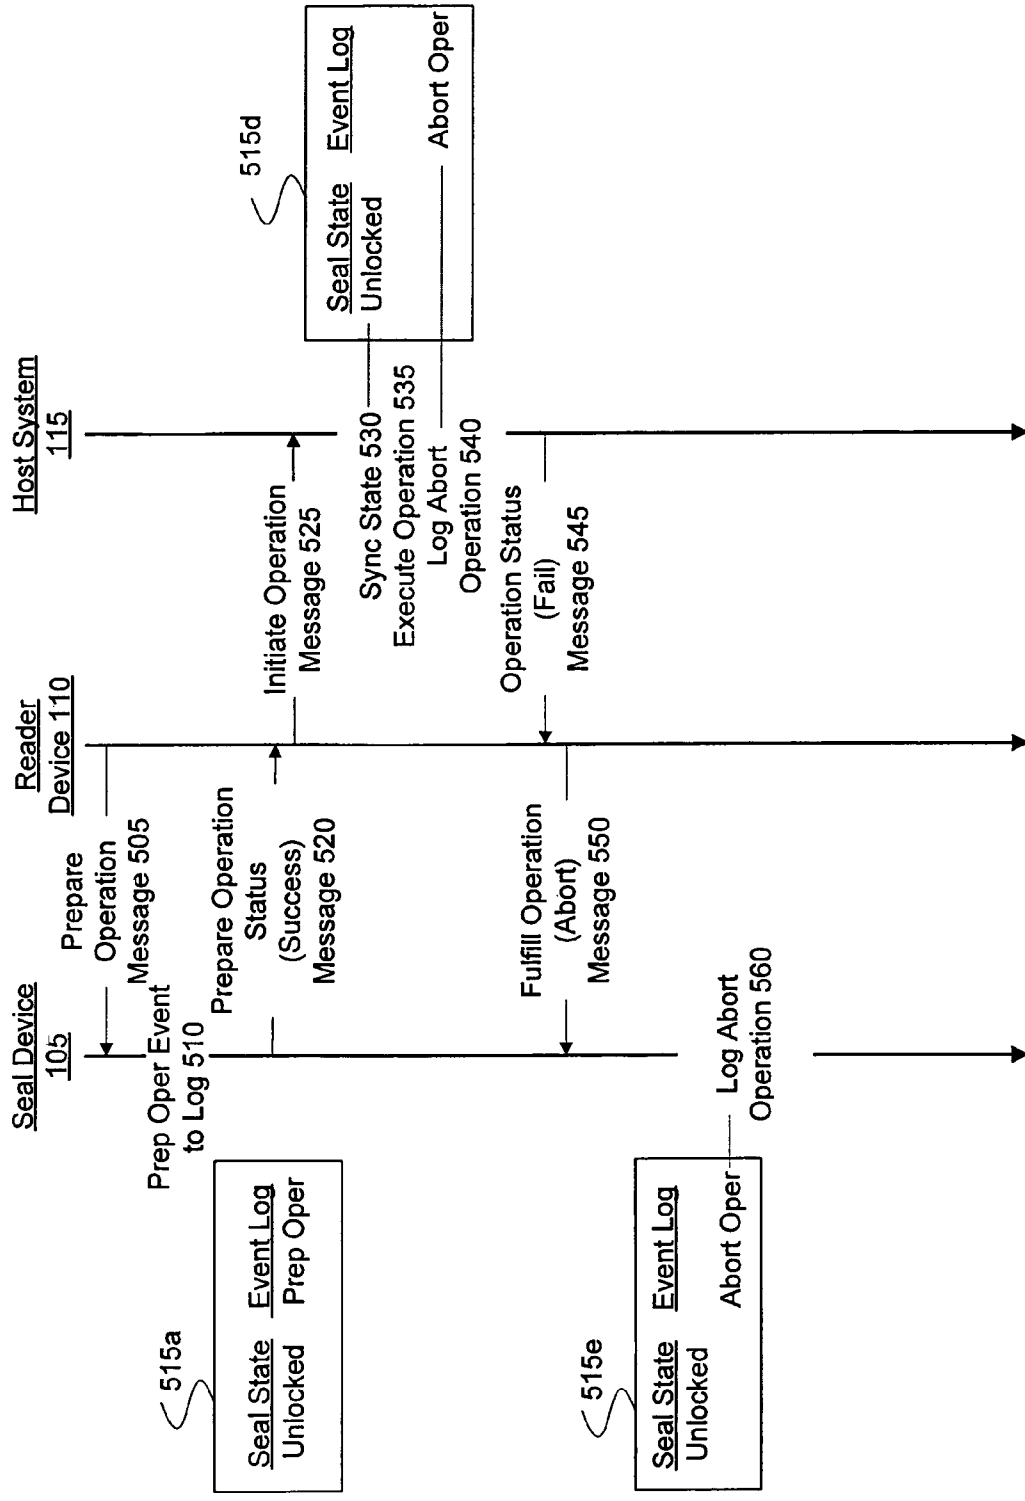 Seal Device
105
Reader
Device 110
Host System
115
Prepare
Operation
Message 505
Prep Oper Event
to Log 510
515a
Seal State Event Log
Unlocked Prep Oper
Prepare Operation
Status
(Success)
Message 520
Initiate Operation
Message 525
515d
Seal State Event Log
Unlocked
Abort Oper
Sync State 530
Execute Operation 535
Log Abort
Operation 540
Operation Status
(Fail)
Message 545
Fulfill Operation
(Abort)
Message 550
515e
Seal State Event Log
Unlocked
Abort Oper
Log Abort
Operation 560